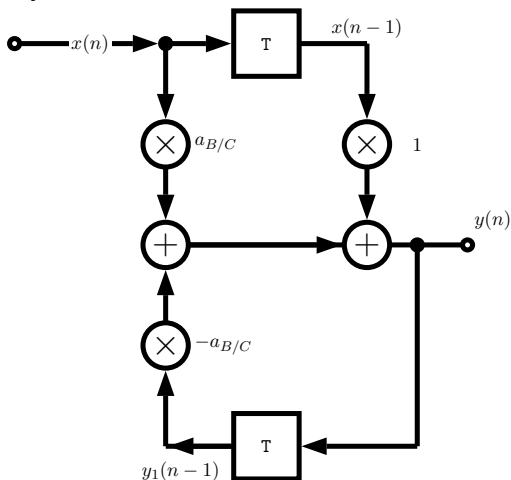 x(n)
T
x(n−1)
a_{B/C}
1
y(n)
−a_{B/C}
T
y_1(n−1)